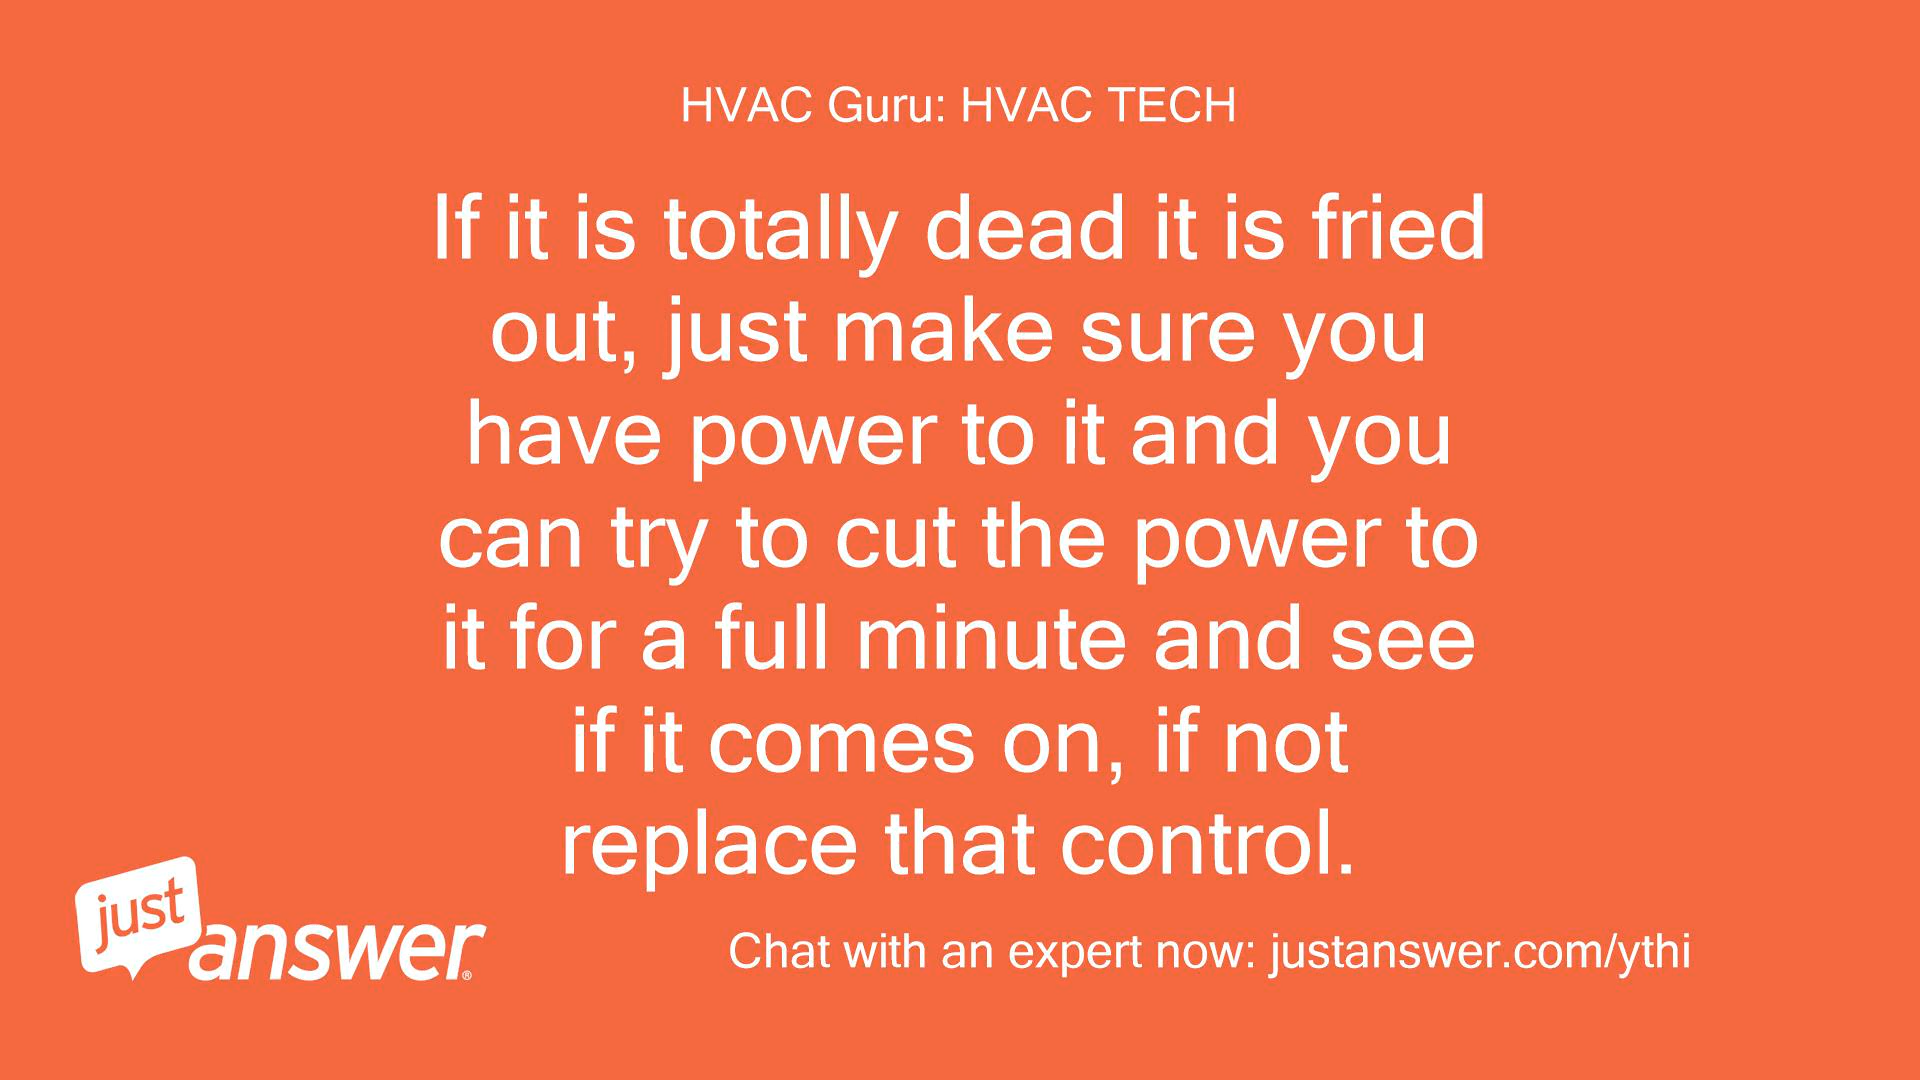 HVAC Guru: HVAC TECH
If it is totally dead it is fried
out, just make sure you
have power to it and you
can try to cut the power to
it for a full minute and see
if it comes on, if not
replace that control.
just
answer®
Chat with an expert now: justanswer.com/ythi